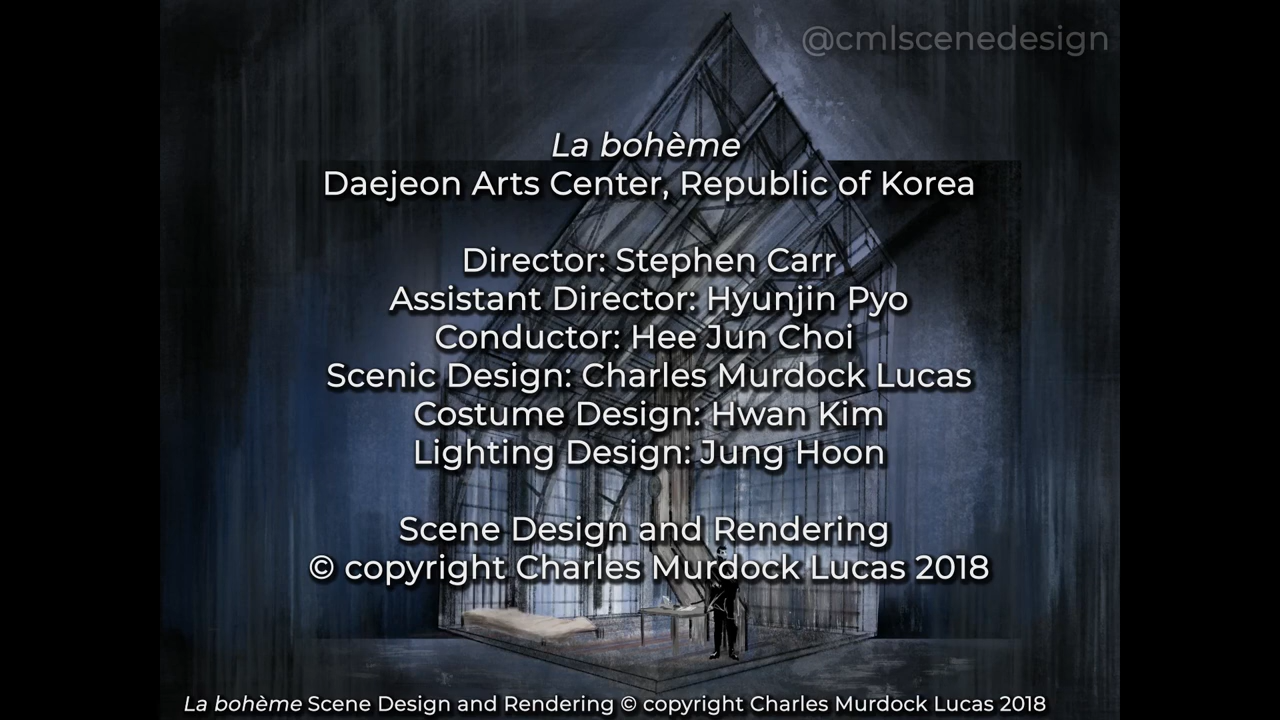 @cmlscenedesign
La bohème
Daejeon Arts Center, Republic of Korea
Director: Stephen Carr
Assistant Director: Hyunjin Pyo
Conductor: Hee Jun Choi
Scenic Design: Charles Murdock Lucas
Costume Design: Hwan Kim
Lighting Design: Jung Hoon
Scene Design and Rendering
© copyright Charles Murdock Lucas 2018
La bohème Scene Design and Rendering © copyright Charles Murdock Lucas 2018